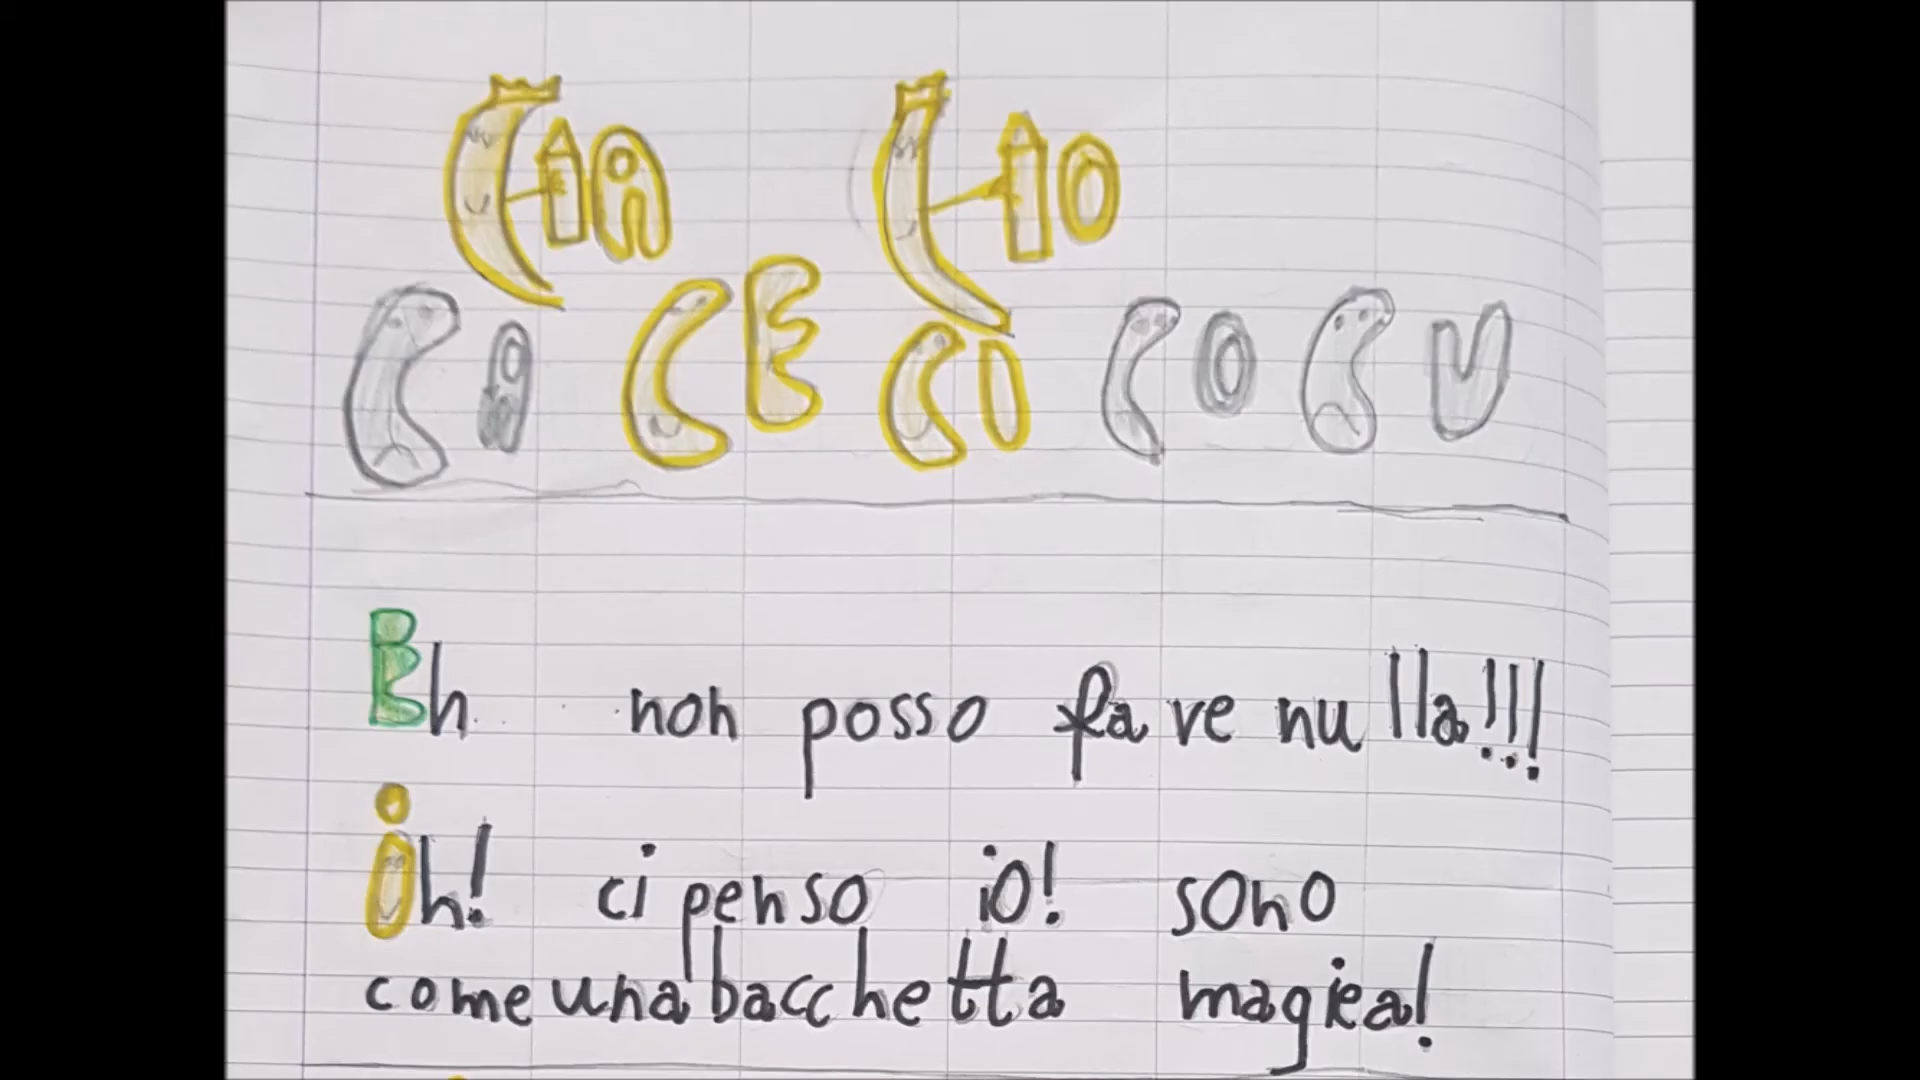 CIA CIO
CA CE CI CO CU
Eh non posso fare nulla!!!
ih! ci penso io! sono
come una bacchetta magica!